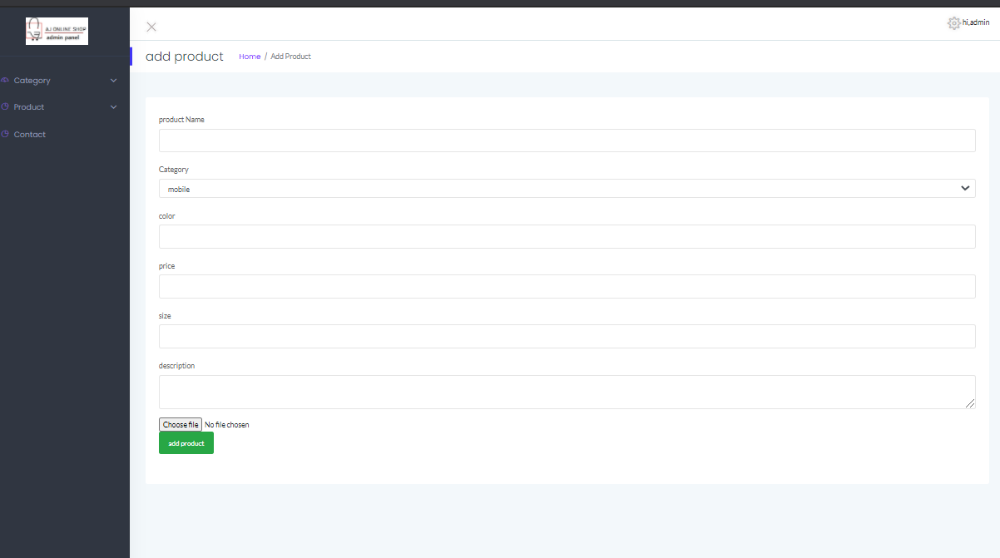 AJ ONLINE SHOP
admin panel
hi,admin
add product
Home / Add Product
Category
Product
Contact
product Name
Category
mobile
color
price
size
description
Choose file No file chosen
add product